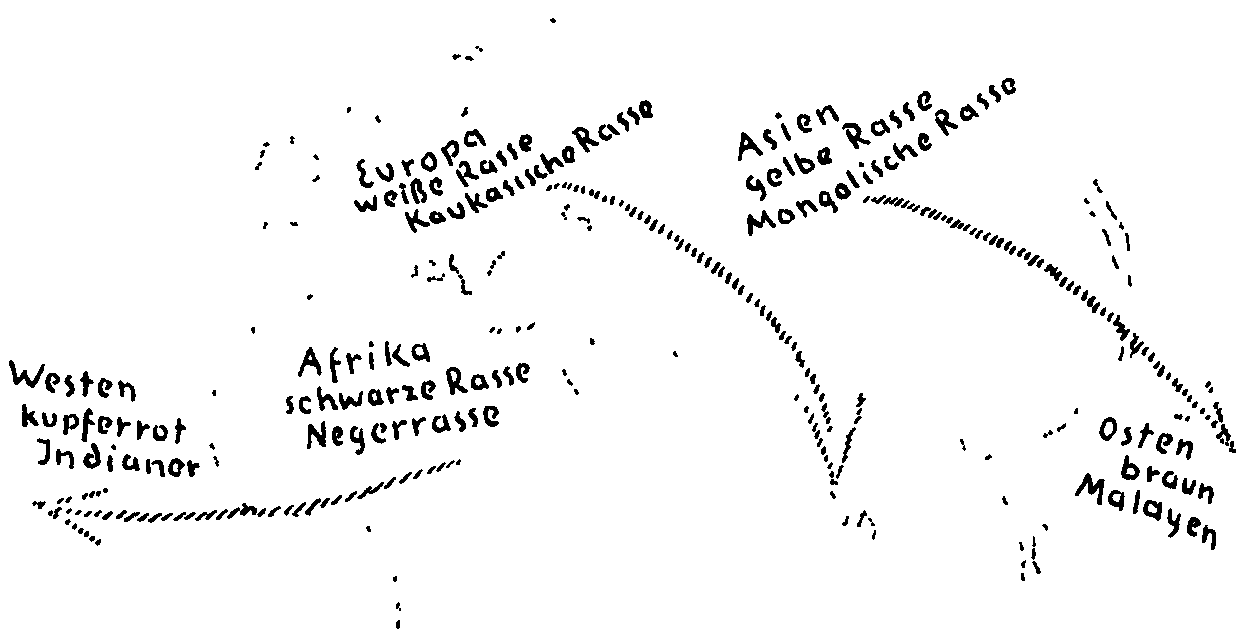 Europa
weiße Rasse
Kaukasische Rasse
Asien
gelbe Rasse
Mongolische Rasse
Westen
kupferrot
Indianer
Afrika
schwarze Rasse
Negerrasse
Osten
braun
Malayen